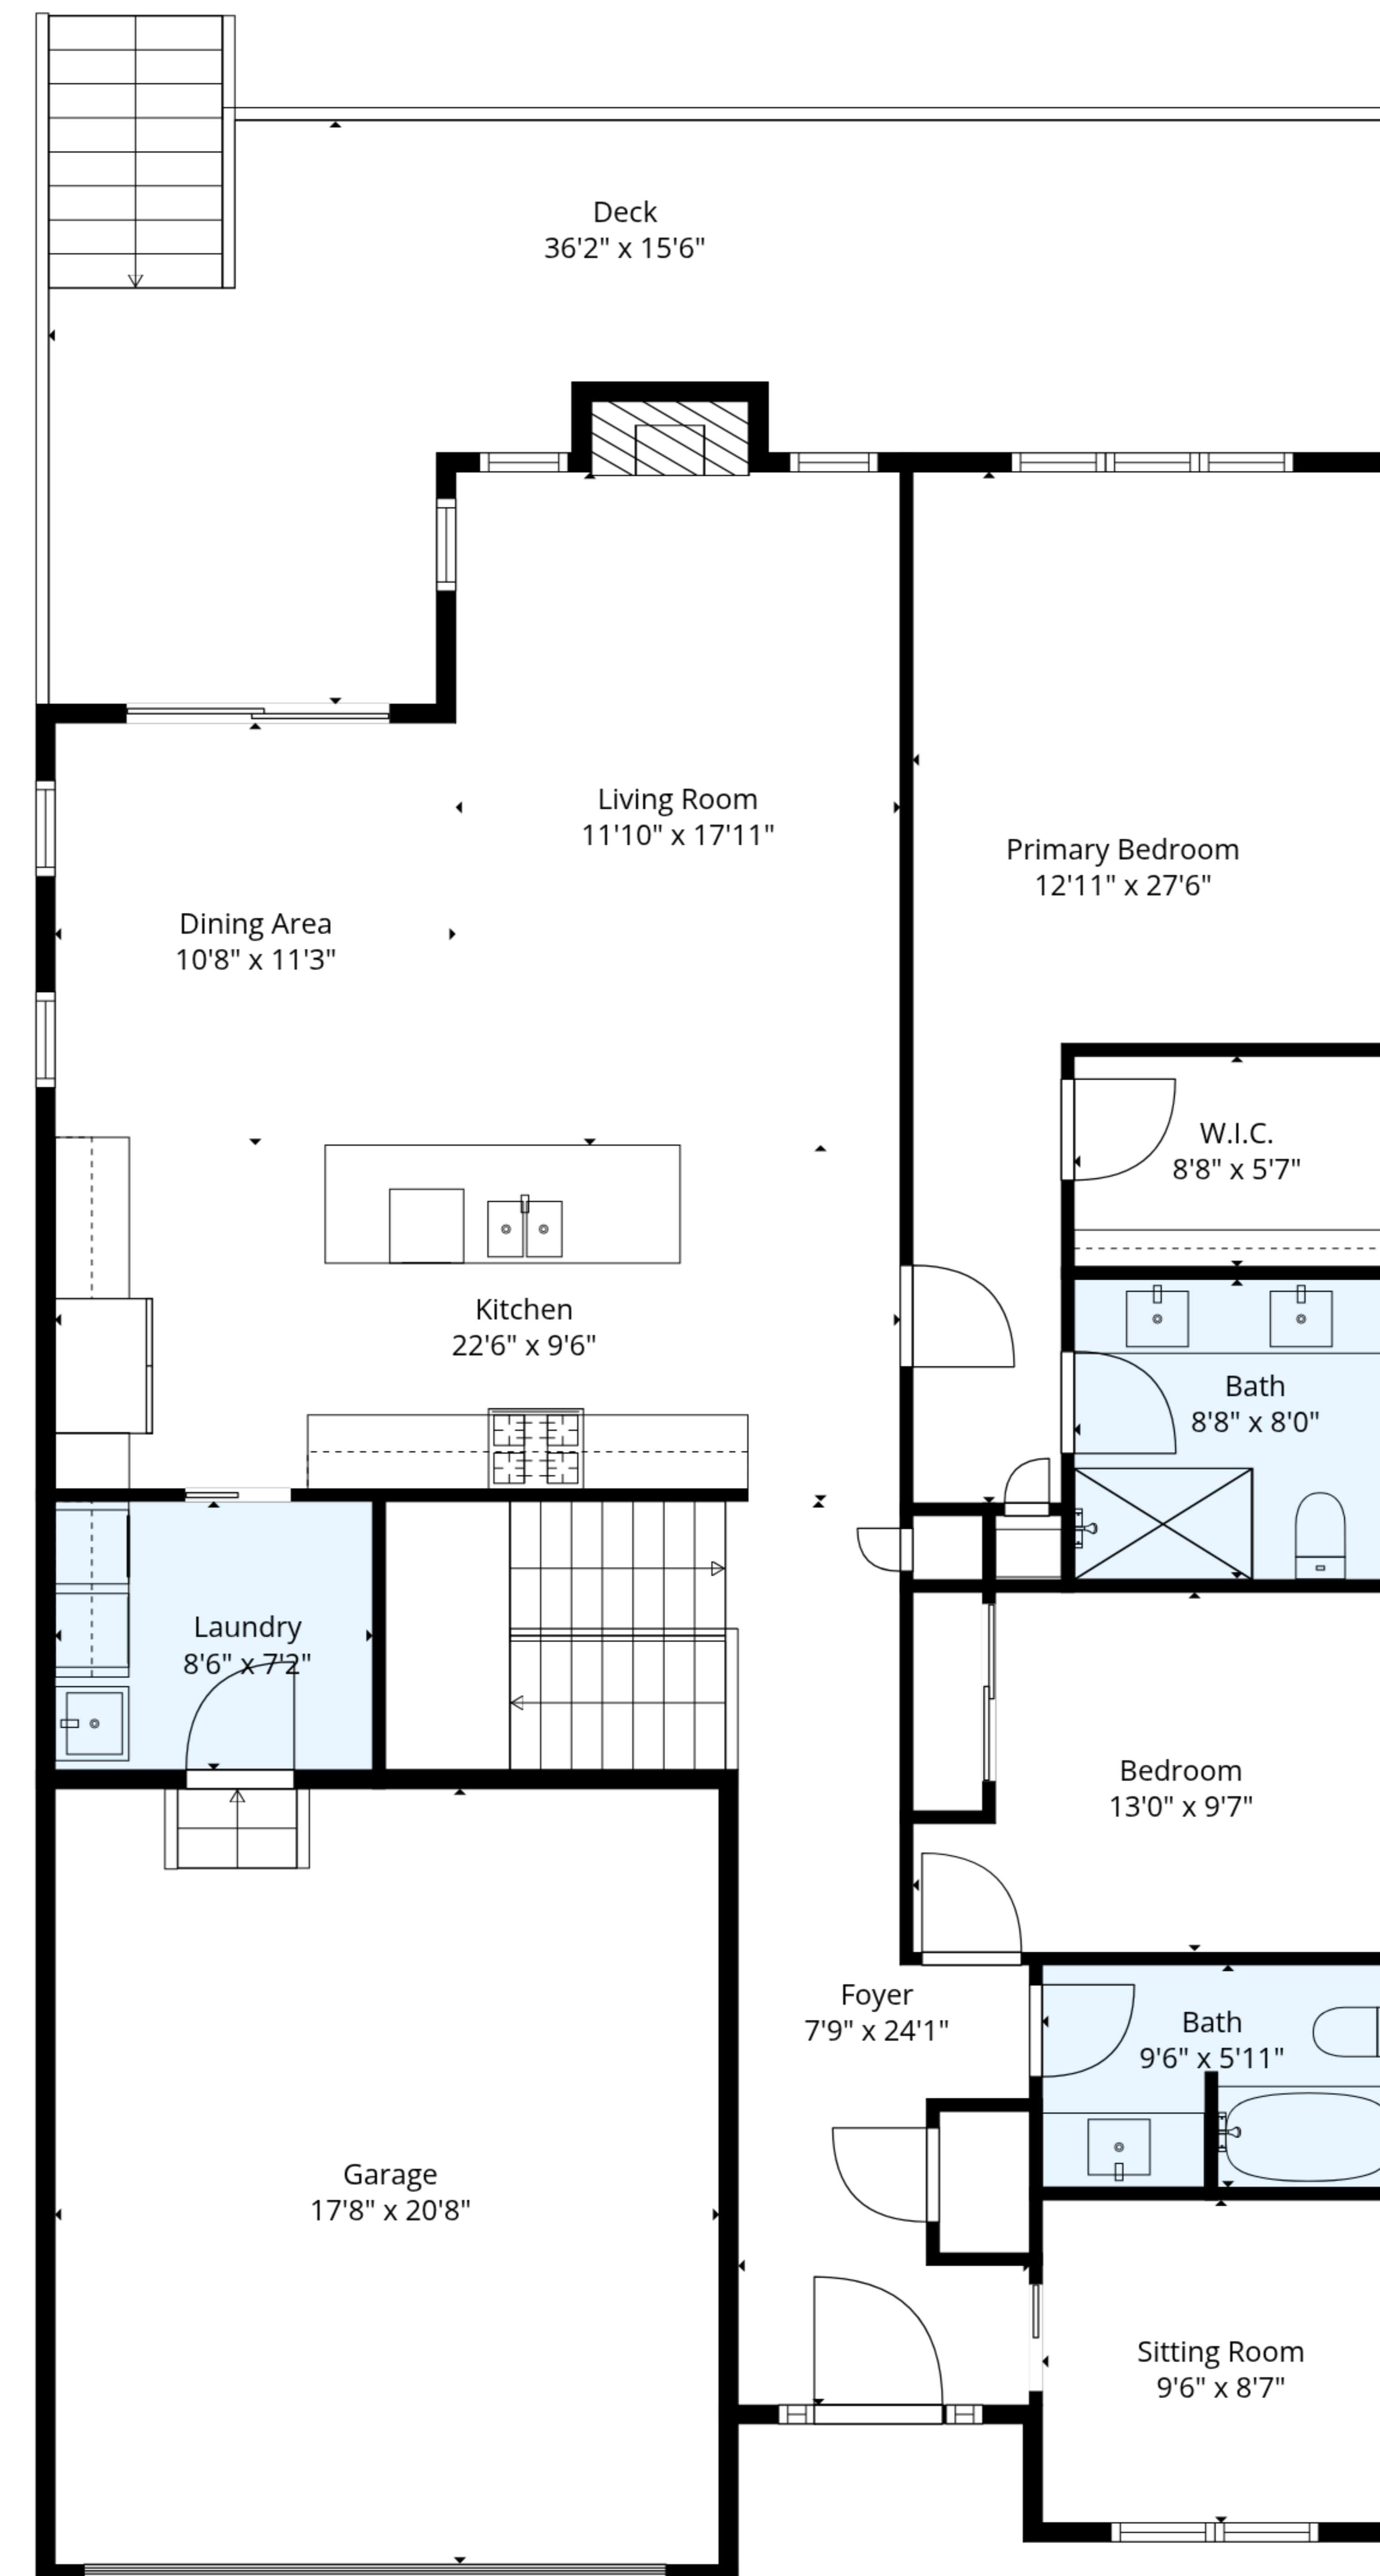 Deck
36'2" x 15'6"
Living Room
11'10" x 17'11"
Primary Bedroom
12'11" x 27'6"
Dining Area
10'8" x 11'3"
W.I.C.
8'8" x 5'7"
Kitchen
22'6" x 9'6"
Bath
8'8" x 8'0"
Laundry
8'6" x 7'2"
Bedroom
13'0" x 9'7"
Foyer
7'9" x 24'1"
Bath
9'6" x 5'11"
Garage
17'8" x 20'8"
Sitting Room
9'6" x 8'7"